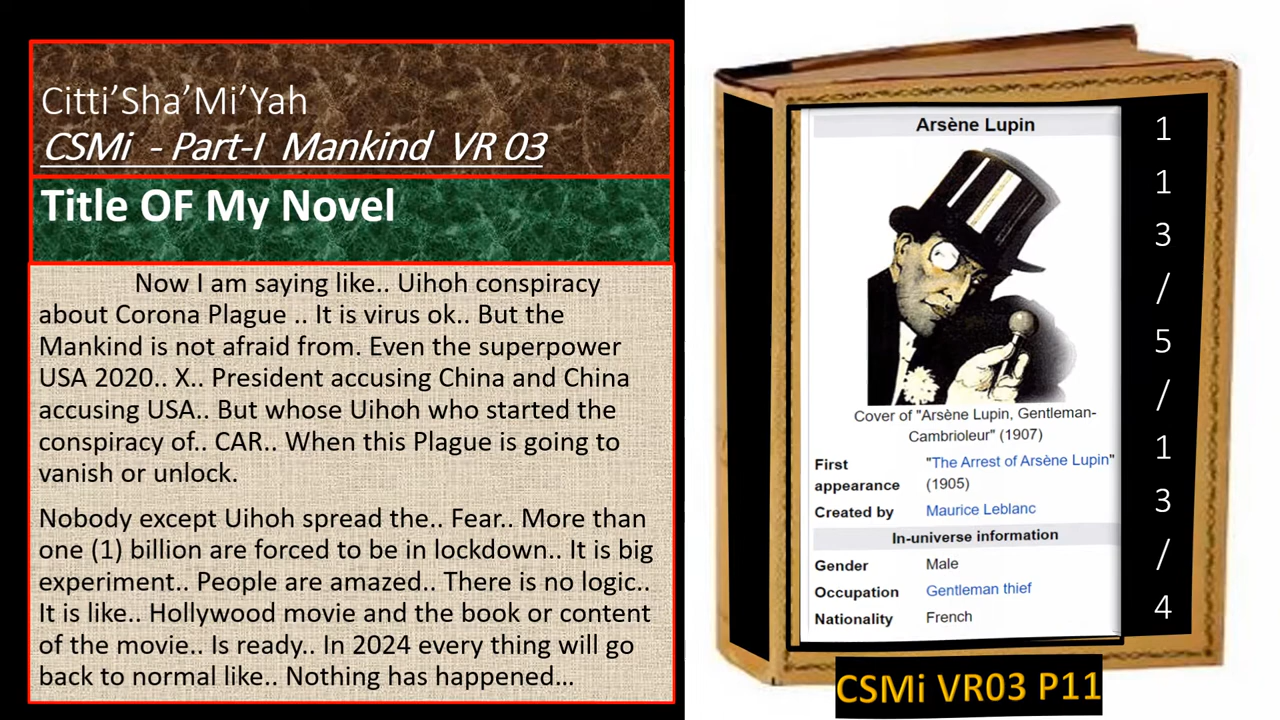 Citti’Sha’Mi’Yah
CSMi - Part-I Mankind VR 03
Title OF My Novel
Now I am saying like.. Uihoh conspiracy
about Corona Plague .. It is virus ok.. But the
Mankind is not afraid from. Even the superpower
USA 2020.. X.. President accusing China and China
accusing USA.. But whose Uihoh who started the
conspiracy of.. CAR.. When this Plague is going to
vanish or unlock.
Nobody except Uihoh spread the.. Fear.. More than
one (1) billion are forced to be in lockdown.. It is big
experiment.. People are amazed.. There is no logic..
It is like.. Hollywood movie and the book or content
of the movie.. Is ready.. In 2024 every thing will go
back to normal like.. Nothing has happened…
Arsène Lupin
Cover of "Arsène Lupin, Gentleman-
Cambrioleur" (1907)
First "The Arrest of Arsène Lupin"
appearance (1905)
Created by Maurice Leblanc
In-universe information
Gender Male
Occupation Gentleman thief
Nationality French
1
1
3
/
5
/
1
3
/
4
CSMi VR03 P11